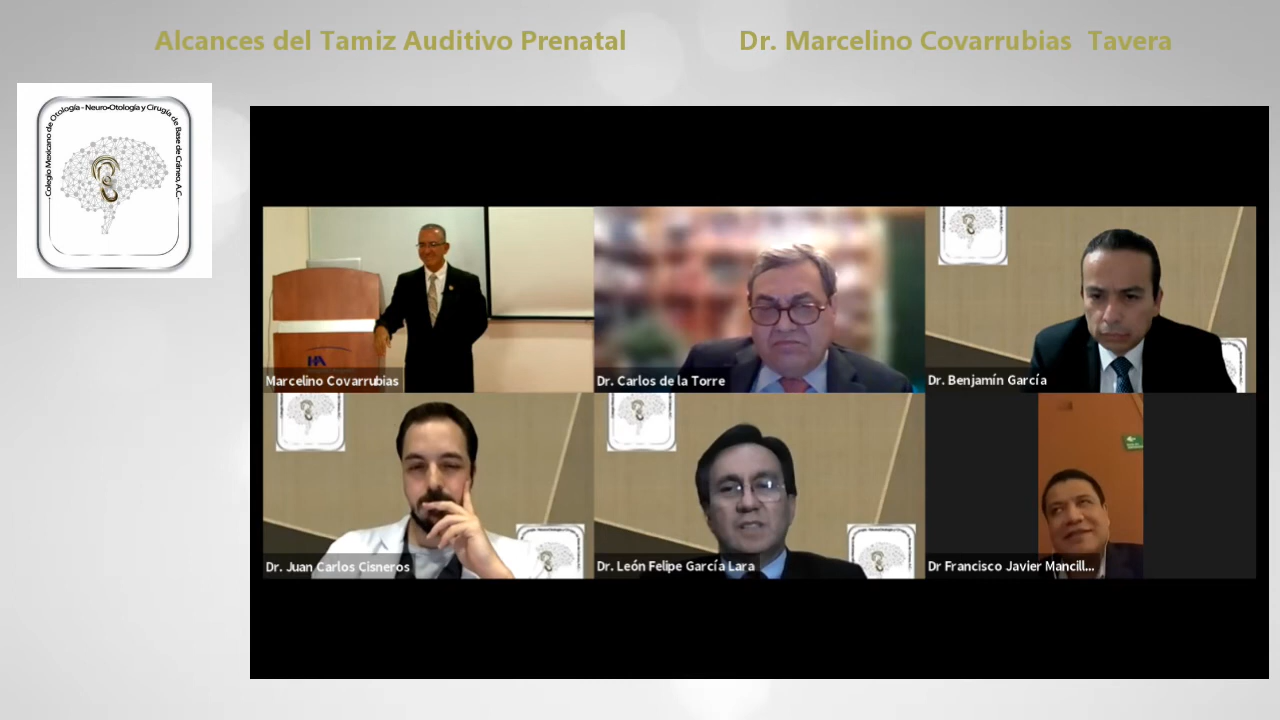 Alcances del Tamiz Auditivo Prenatal
Dr. Marcelino Covarrubias Tavera
Colegio Mexicano de Otología - Neuro-Otología y Cirugía de Base de Cráneo, A.C.
HA
Marcelino Covarrubias
Dr. Carlos de la Torre
Dr. Benjamín García
Dr. Juan Carlos Cisneros
Dr. León Felipe García Lara
Dr Francisco Javier Mancill...